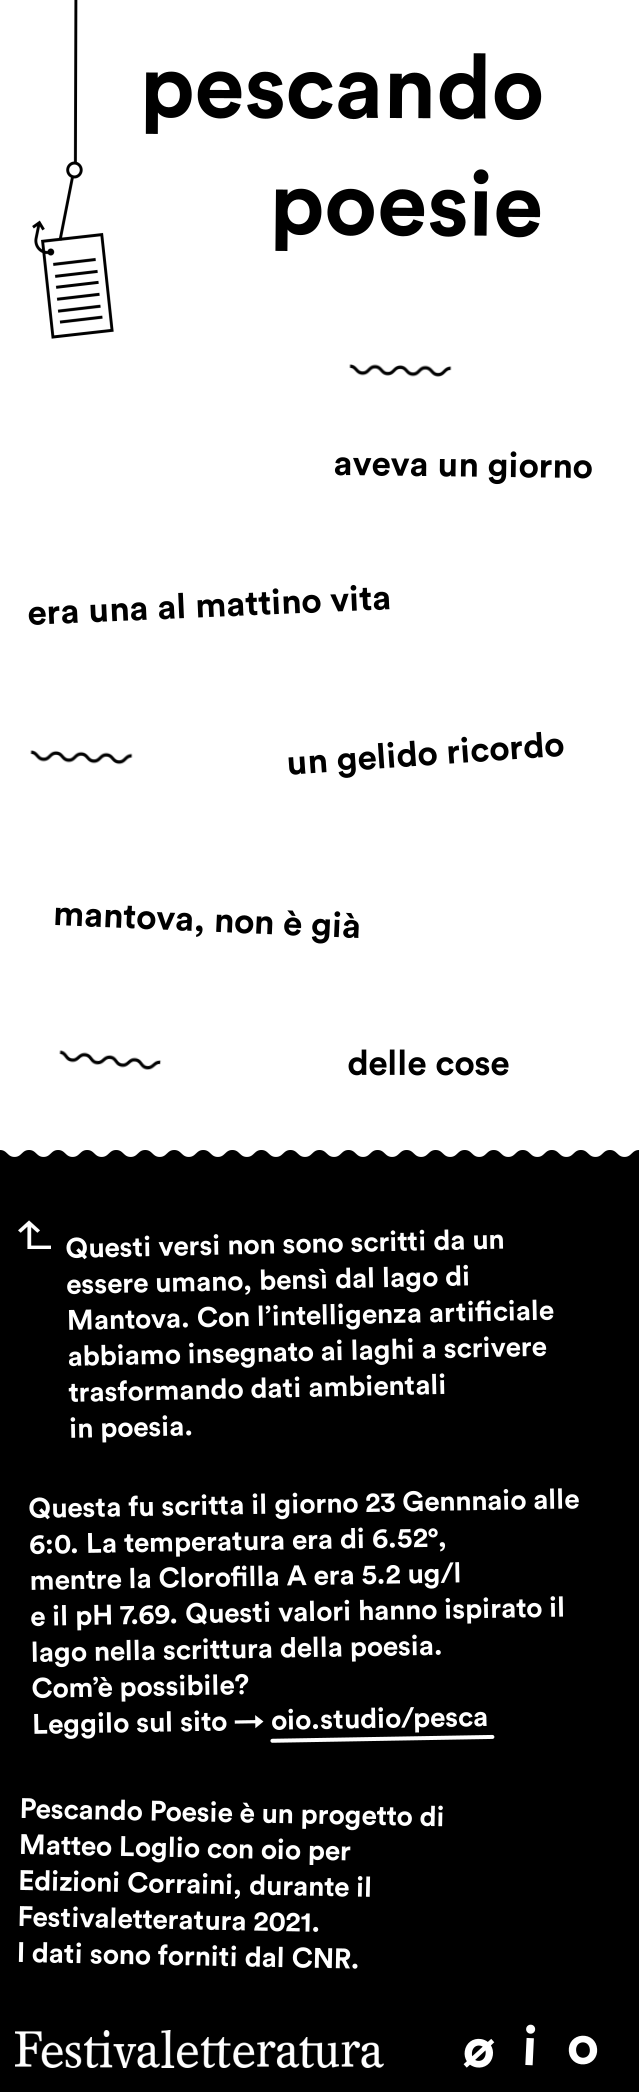 pescando
poesie
aveva un giorno
era una al mattino vita
un gelido ricordo
mantova, non è già
delle cose
Questi versi non sono scritti da un
essere umano, bensì dal lago di
Mantova. Con l’intelligenza artificiale
abbiamo insegnato ai laghi a scrivere
trasformando dati ambientali
in poesia.
Questa fu scritta il giorno 23 Gennnaio alle
6:0. La temperatura era di 6.52°,
mentre la Clorofilla A era 5.2 ug/l
e il pH 7.69. Questi valori hanno ispirato il
lago nella scrittura della poesia.
Com’è possibile?
Leggilo sul sito → oio.studio/pesca
Pescando Poesie è un progetto di
Matteo Loglio con oio per
Edizioni Corraini, durante il
Festivaletteratura 2021.
I dati sono forniti dal CNR.
Festivaletteratura ø i o